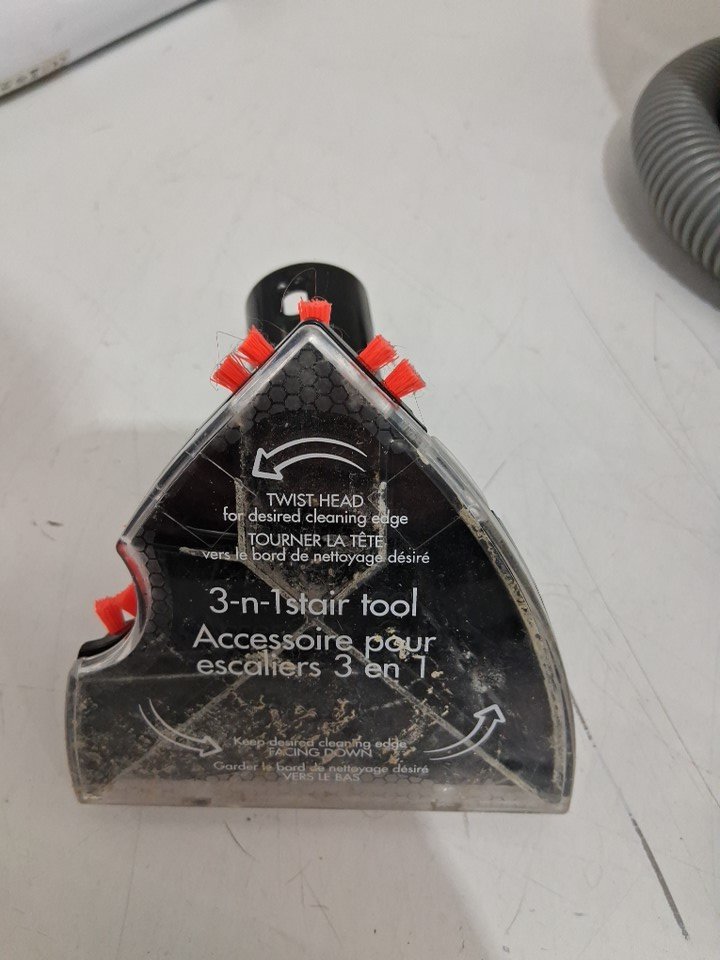 TWIST HEAD
for desired cleaning edge
TOURNER LA TÊTE
vers le bord de nettoyage désiré
3-n-1stair tool
Accessoire pour
escaliers 3 en 1
Keep desired cleaning edge
FACING DOWN
Garder le bord de nettoyage désiré
VERS LE BAS